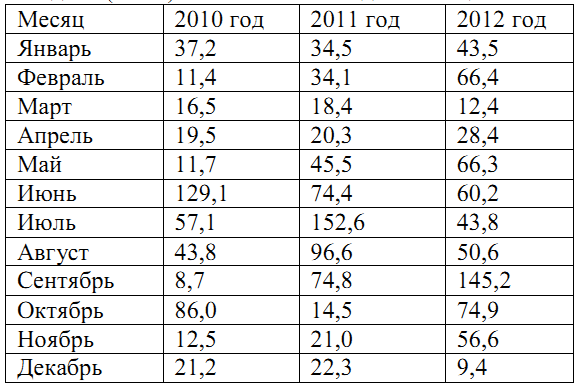 Месяц 2010 год 2011 год 2012 год
Январь 37,2 34,5 43,5
Февраль 11,4 34,1 66,4
Март 16,5 18,4 12,4
Апрель 19,5 20,3 28,4
Май 11,7 45,5 66,3
Июнь 129,1 74,4 60,2
Июль 57,1 152,6 43,8
Август 43,8 96,6 50,6
Сентябрь 8,7 74,8 145,2
Октябрь 86,0 14,5 74,9
Ноябрь 12,5 21,0 56,6
Декабрь 21,2 22,3 9,4